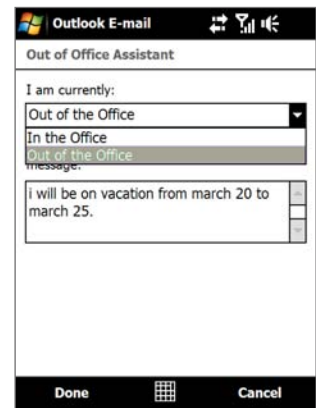 Outlook E-mail
Out of Office Assistant
I am currently:
Out of the Office
In the Office
Out of the Office
message:
i will be on vacation from march 20 to
march 25.
Done
Cancel